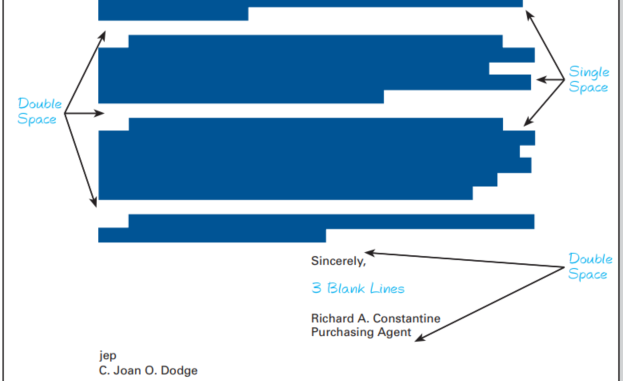 Single
Space
Double
Space
Sincerely,
Double
Space
3 Blank Lines
Richard A. Constantine
Purchasing Agent
jep
C. Joan O. Dodge